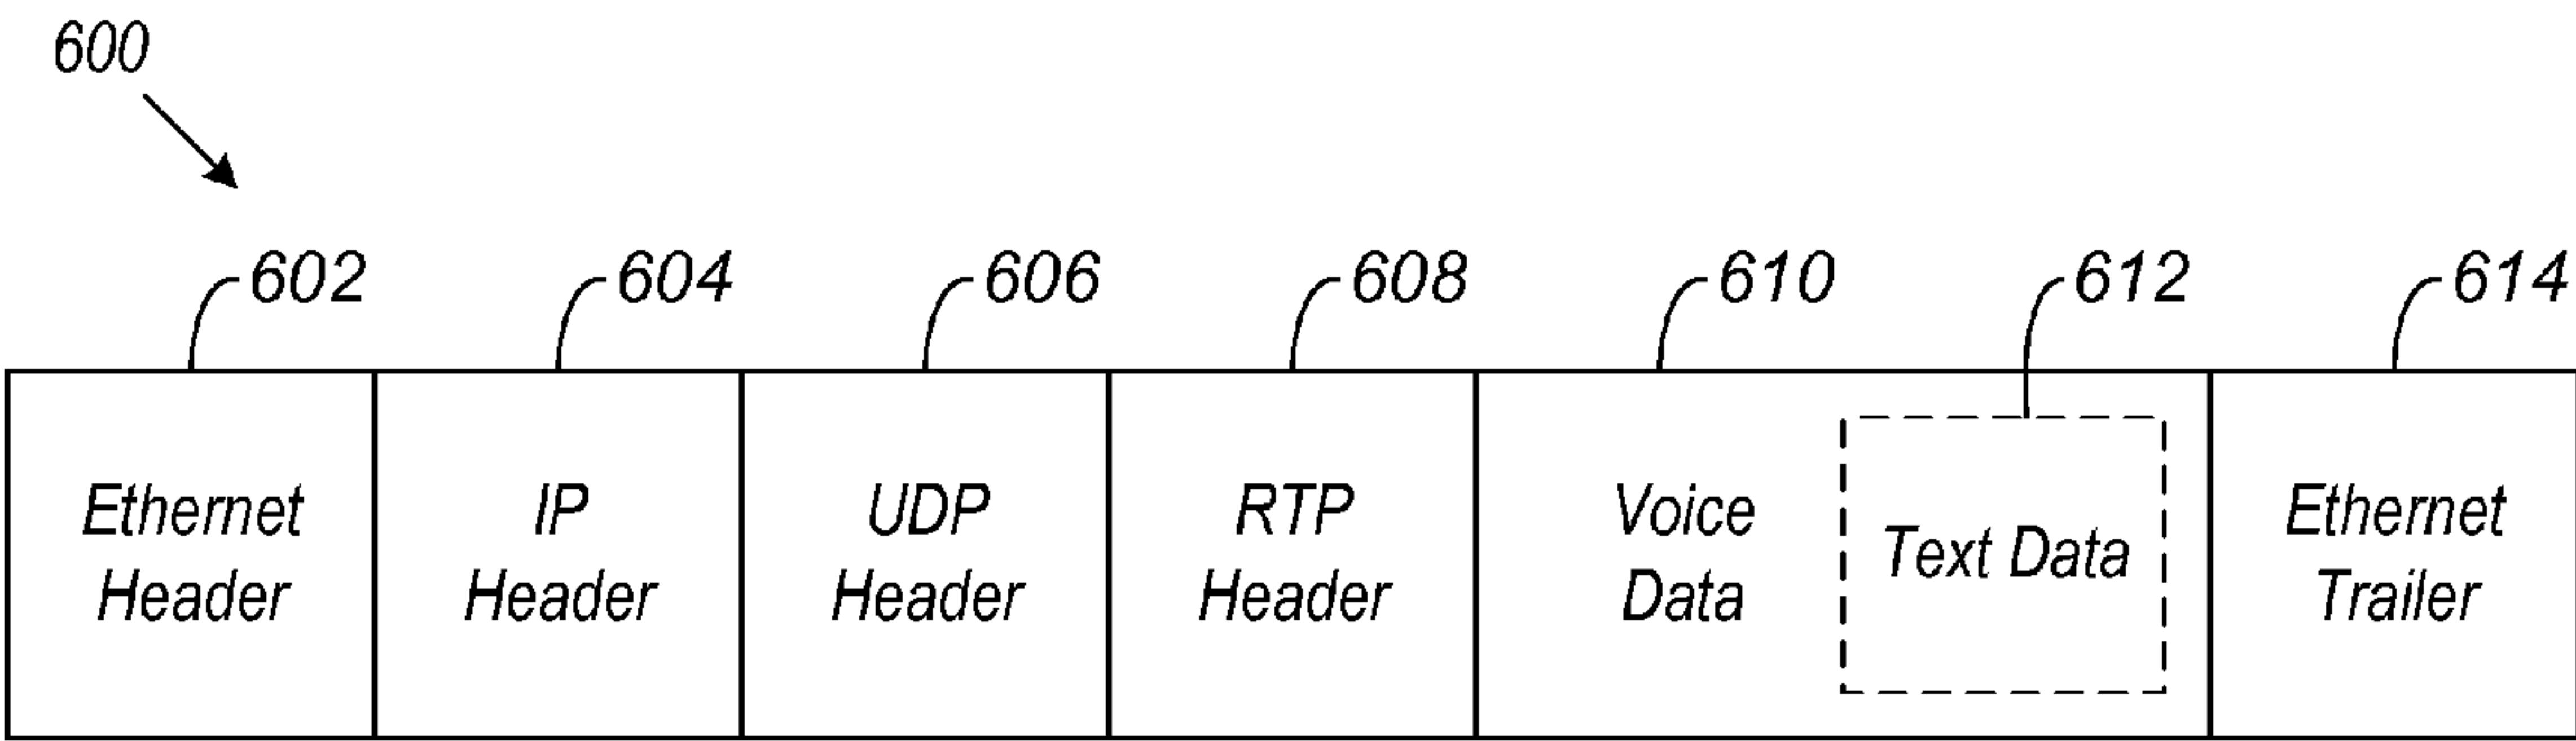 600
602
604
606
608
610
612
614
Ethernet
Header
IP
Header
UDP
Header
RTP
Header
Voice
Data
Text Data
Ethernet
Trailer